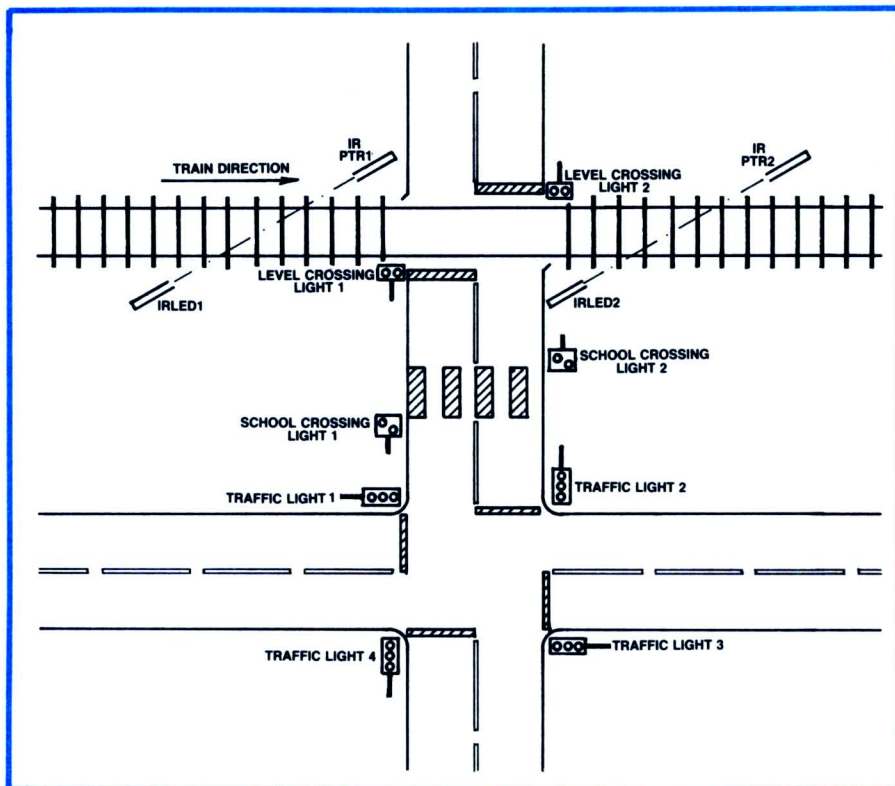 IR
PTR1
IR
PTR2
TRAIN DIRECTION
LEVEL CROSSING
LIGHT 2
LEVEL CROSSING
LIGHT 1
IRLED1
IRLED2
SCHOOL CROSSING
LIGHT 2
SCHOOL CROSSING
LIGHT 1
TRAFFIC LIGHT 1
TRAFFIC LIGHT 2
TRAFFIC LIGHT 4
TRAFFIC LIGHT 3